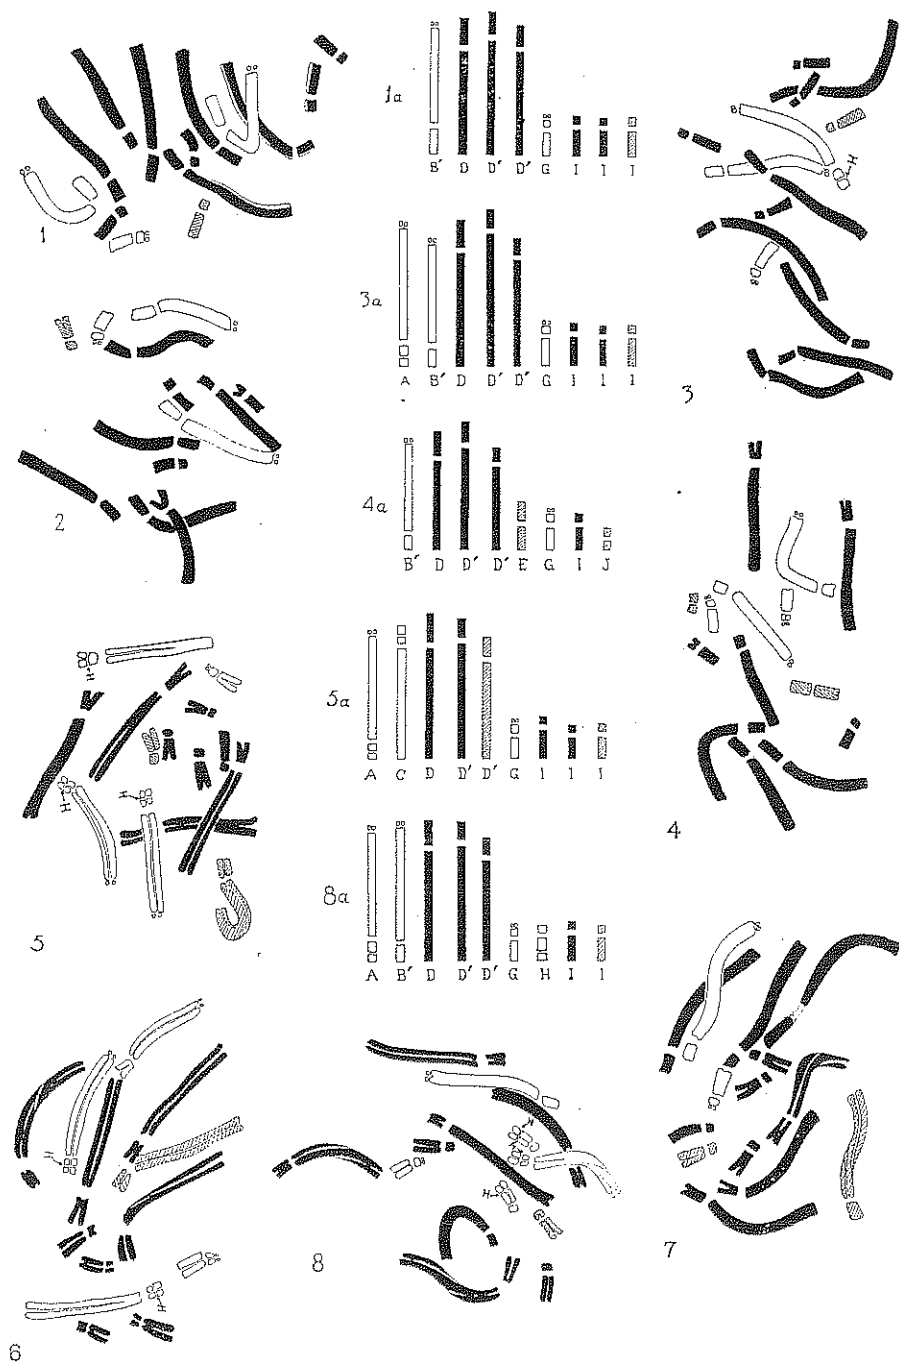 1a
B′ D D′ D′ G I I I
1
3a
A B′ D D′ D′ G I I I
H
3
2
4a
B′ D D′ D′ E G I J
5a
A C D D′ D′ G I I I
H
H
H
5
4
8a
A B′ D D′ D′ G H I I
H
H
6
H
H
8
7